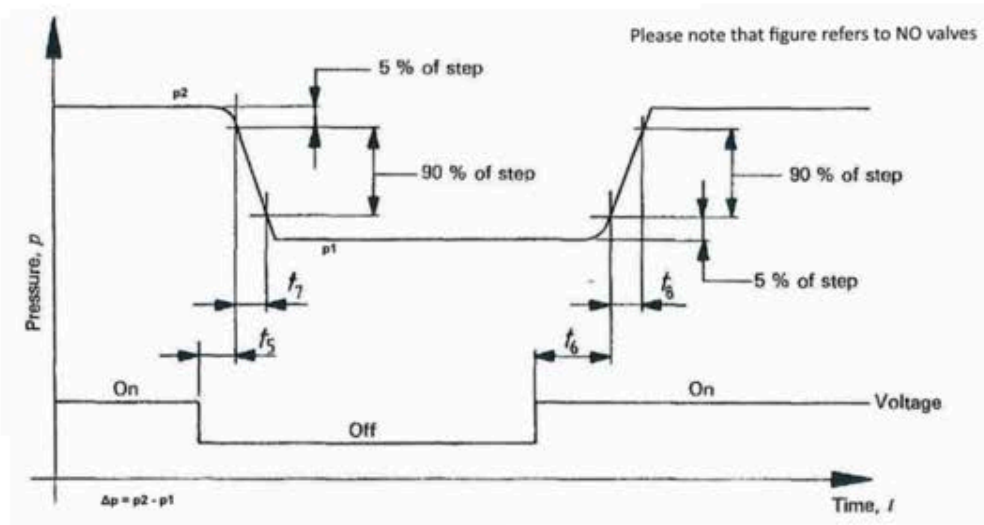 Please note that figure refers to NO valves
5 % of step
p2
90 % of step
90 % of step
p1
5 % of step
Pressure, p
t7
t8
t5
t6
On
On
Voltage
Off
Δp = p2 - p1
Time, t